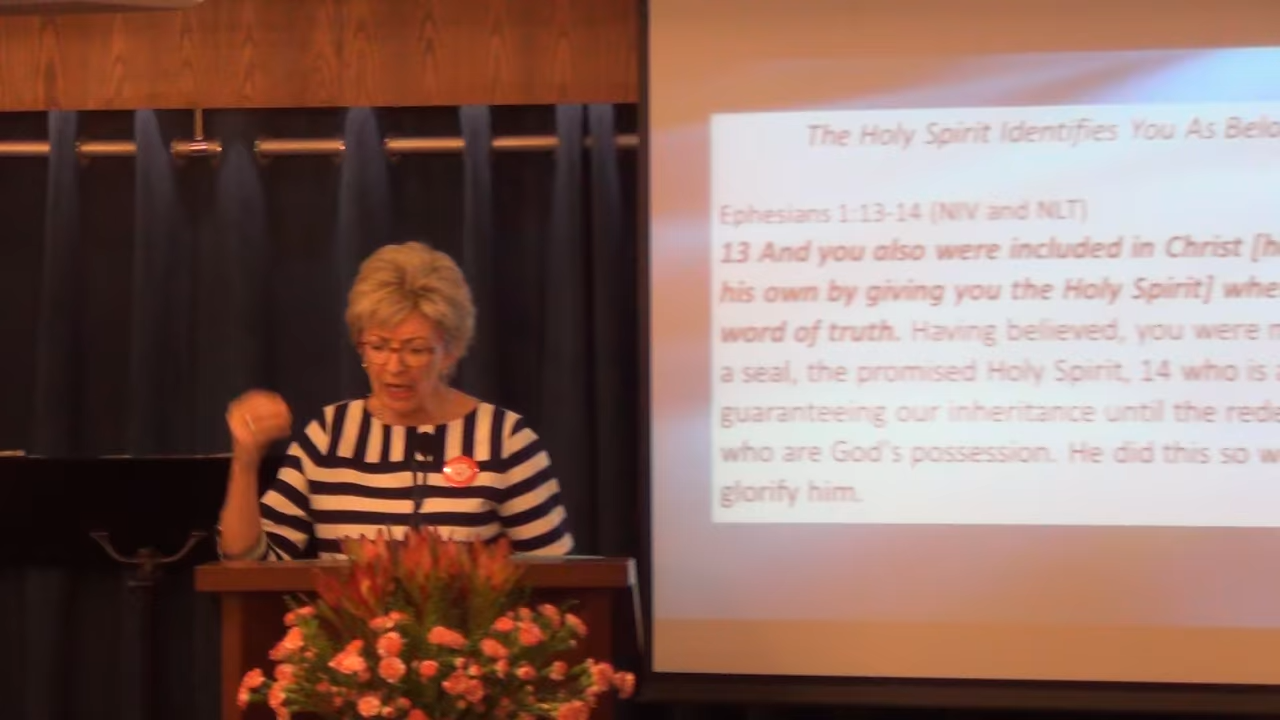 The Holy Spirit Identifies You As Belo
Ephesians 1:13-14 (NIV and NLT)
13 And you also were included in Christ [h
his own by giving you the Holy Spirit] whe
word of truth. Having believed, you were
a seal, the promised Holy Spirit, 14 who is a
guaranteeing our inheritance until the rede
who are God's possession. He did this so w
glorify him.